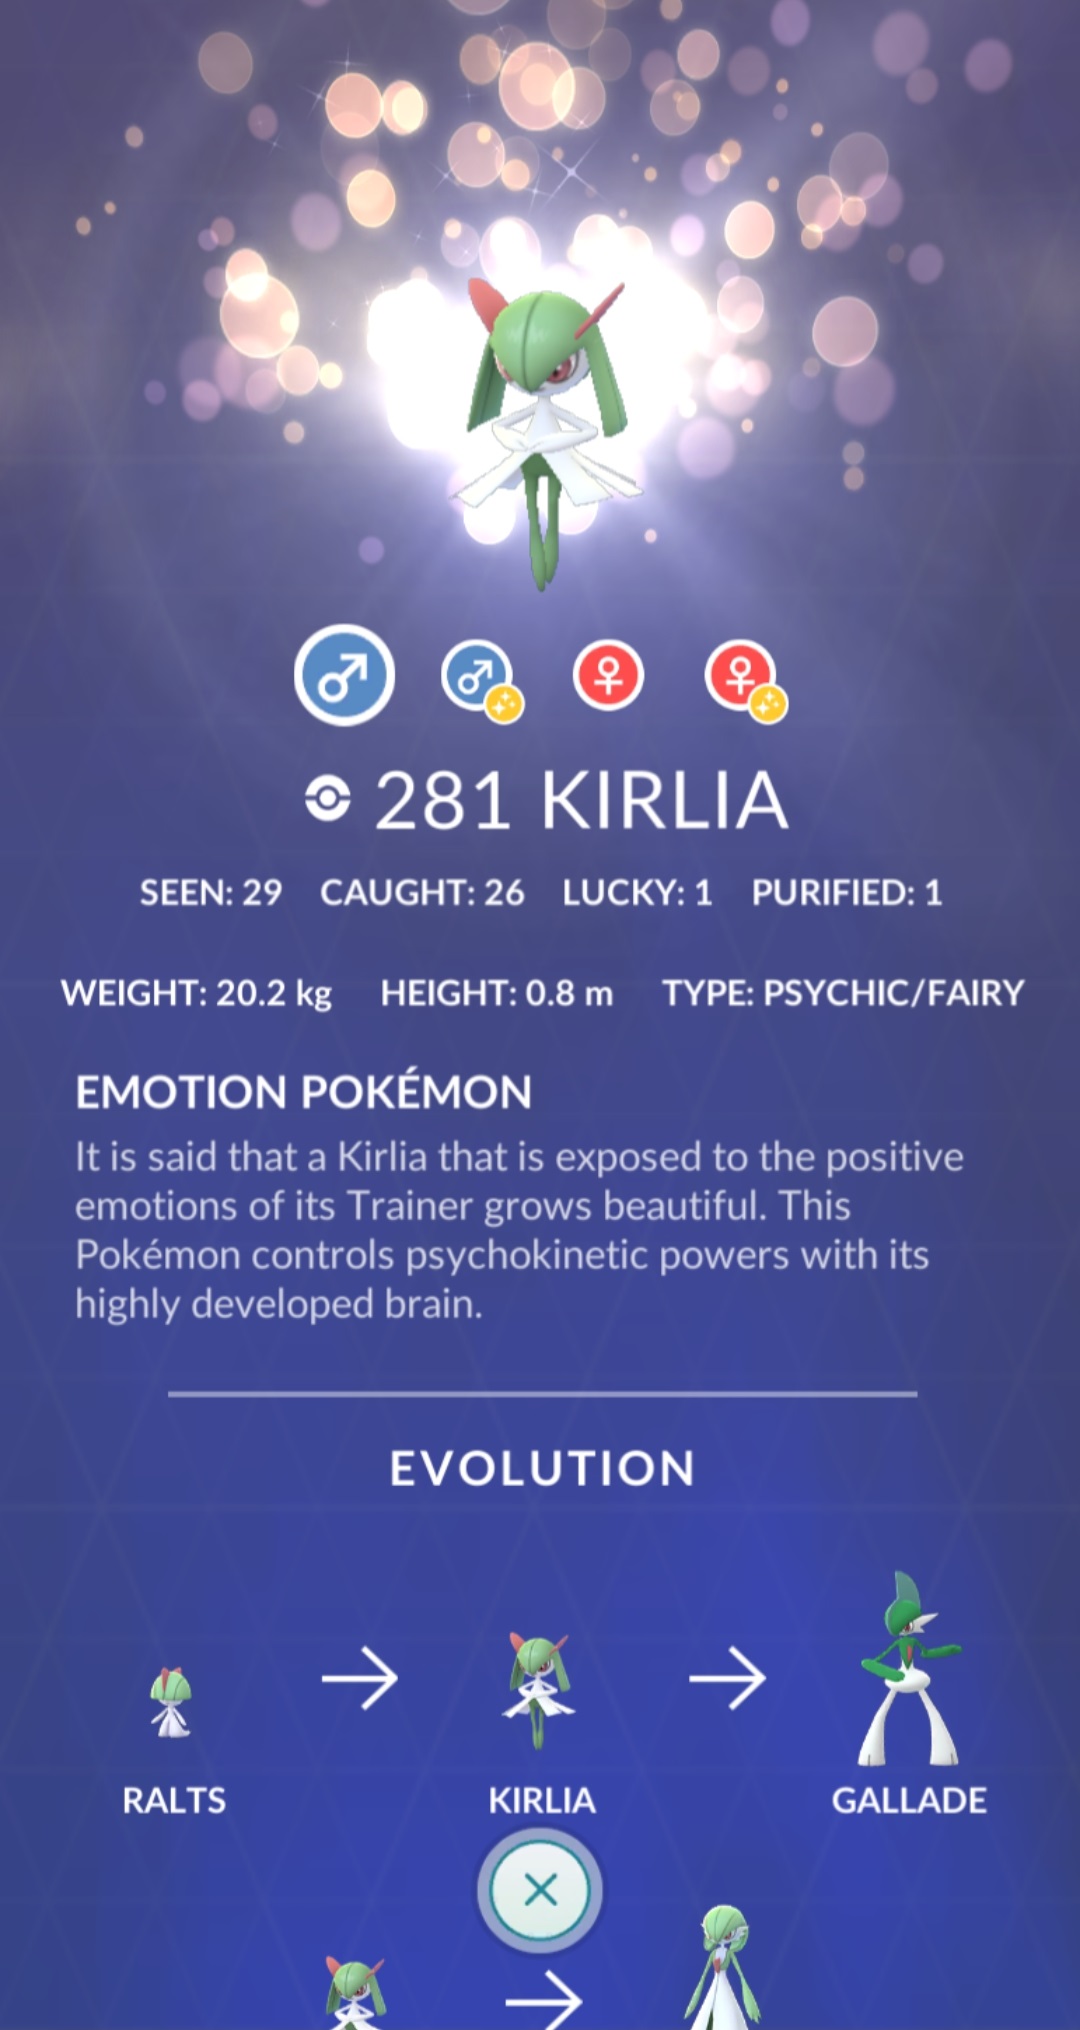 281 KIRLIA
SEEN: 29 CAUGHT: 26 LUCKY: 1 PURIFIED: 1
WEIGHT: 20.2 kg HEIGHT: 0.8 m TYPE: PSYCHIC/FAIRY
EMOTION POKÉMON
It is said that a Kirlia that is exposed to the positive
emotions of its Trainer grows beautiful. This
Pokémon controls psychokinetic powers with its
highly developed brain.
EVOLUTION
RALTS KIRLIA GALLADE